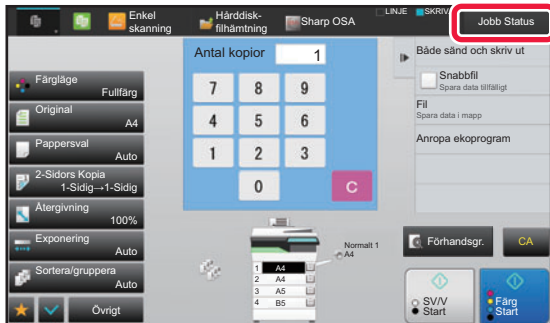 Enkel
skanning
Hårddisk-
filhämtning
Sharp OSA
LINJE
SKRIV
Jobb Status
Antal kopior
1
Både sänd och skriv ut
Snabbfil
Spara data tillfälligt
Fil
Spara data i mapp
Anropa ekoprogram
Färgläge
Fullfärg
Original
A4
Pappersval
Auto
2-Sidors Kopia
1-Sidig→1-Sidig
Återgivning
100%
Exponering
Auto
Sortera/gruppera
Auto
Övrigt
7 8 9
4 5 6
1 2 3
0 C
Normalt 1
A4
1 A4
2 A4
3 A5
4 B5
Förhandsgr.
CA
SV/V
Start
Färg
Start